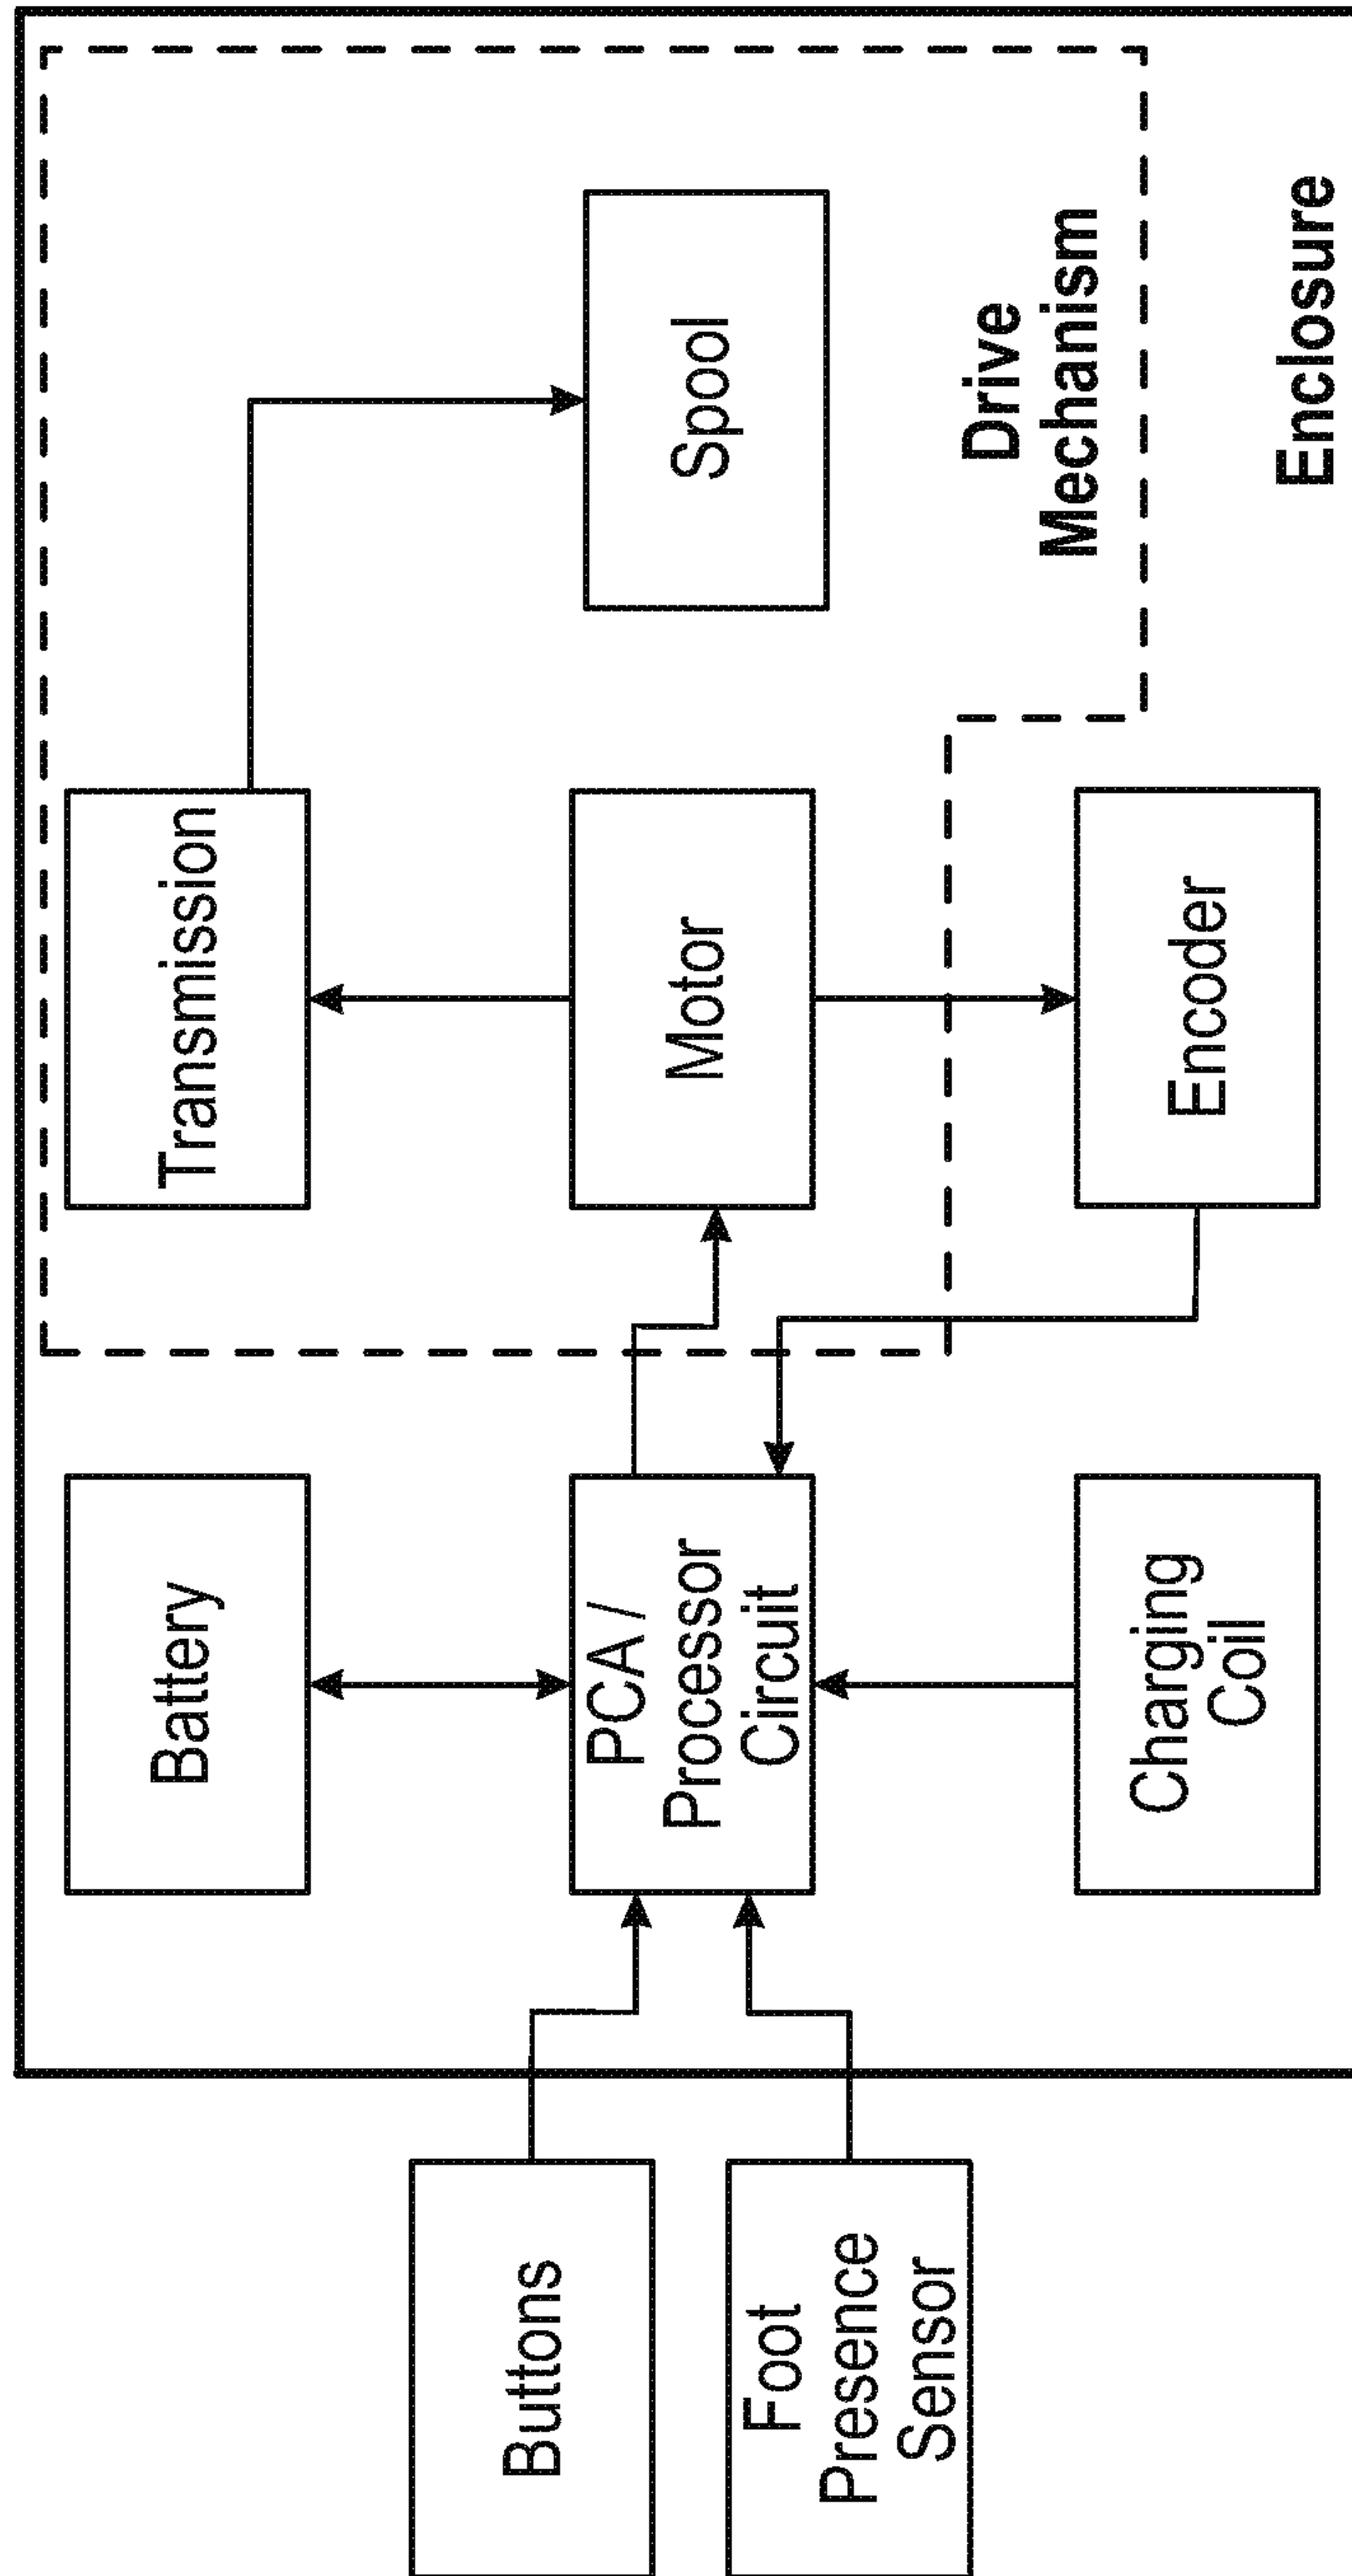 Buttons
Foot
Presence
Sensor
Battery
PCA /
Processor
Circuit
Charging
Coil
Transmission
Motor
Encoder
Spool
Drive
Mechanism
Enclosure